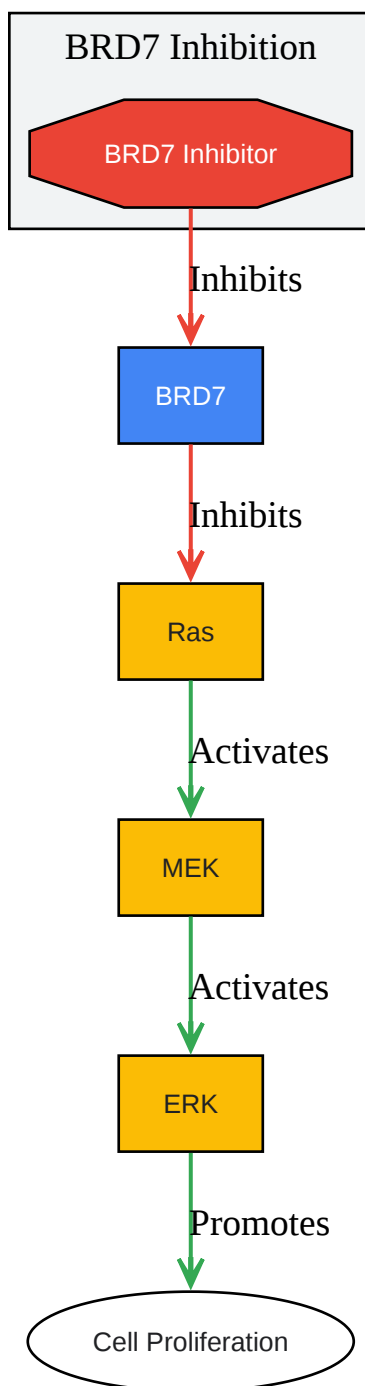 BRD7 Inhibition
BRD7 Inhibitor
Inhibits
BRD7
Inhibits
Ras
Activates
MEK
Activates
ERK
Promotes
Cell Proliferation